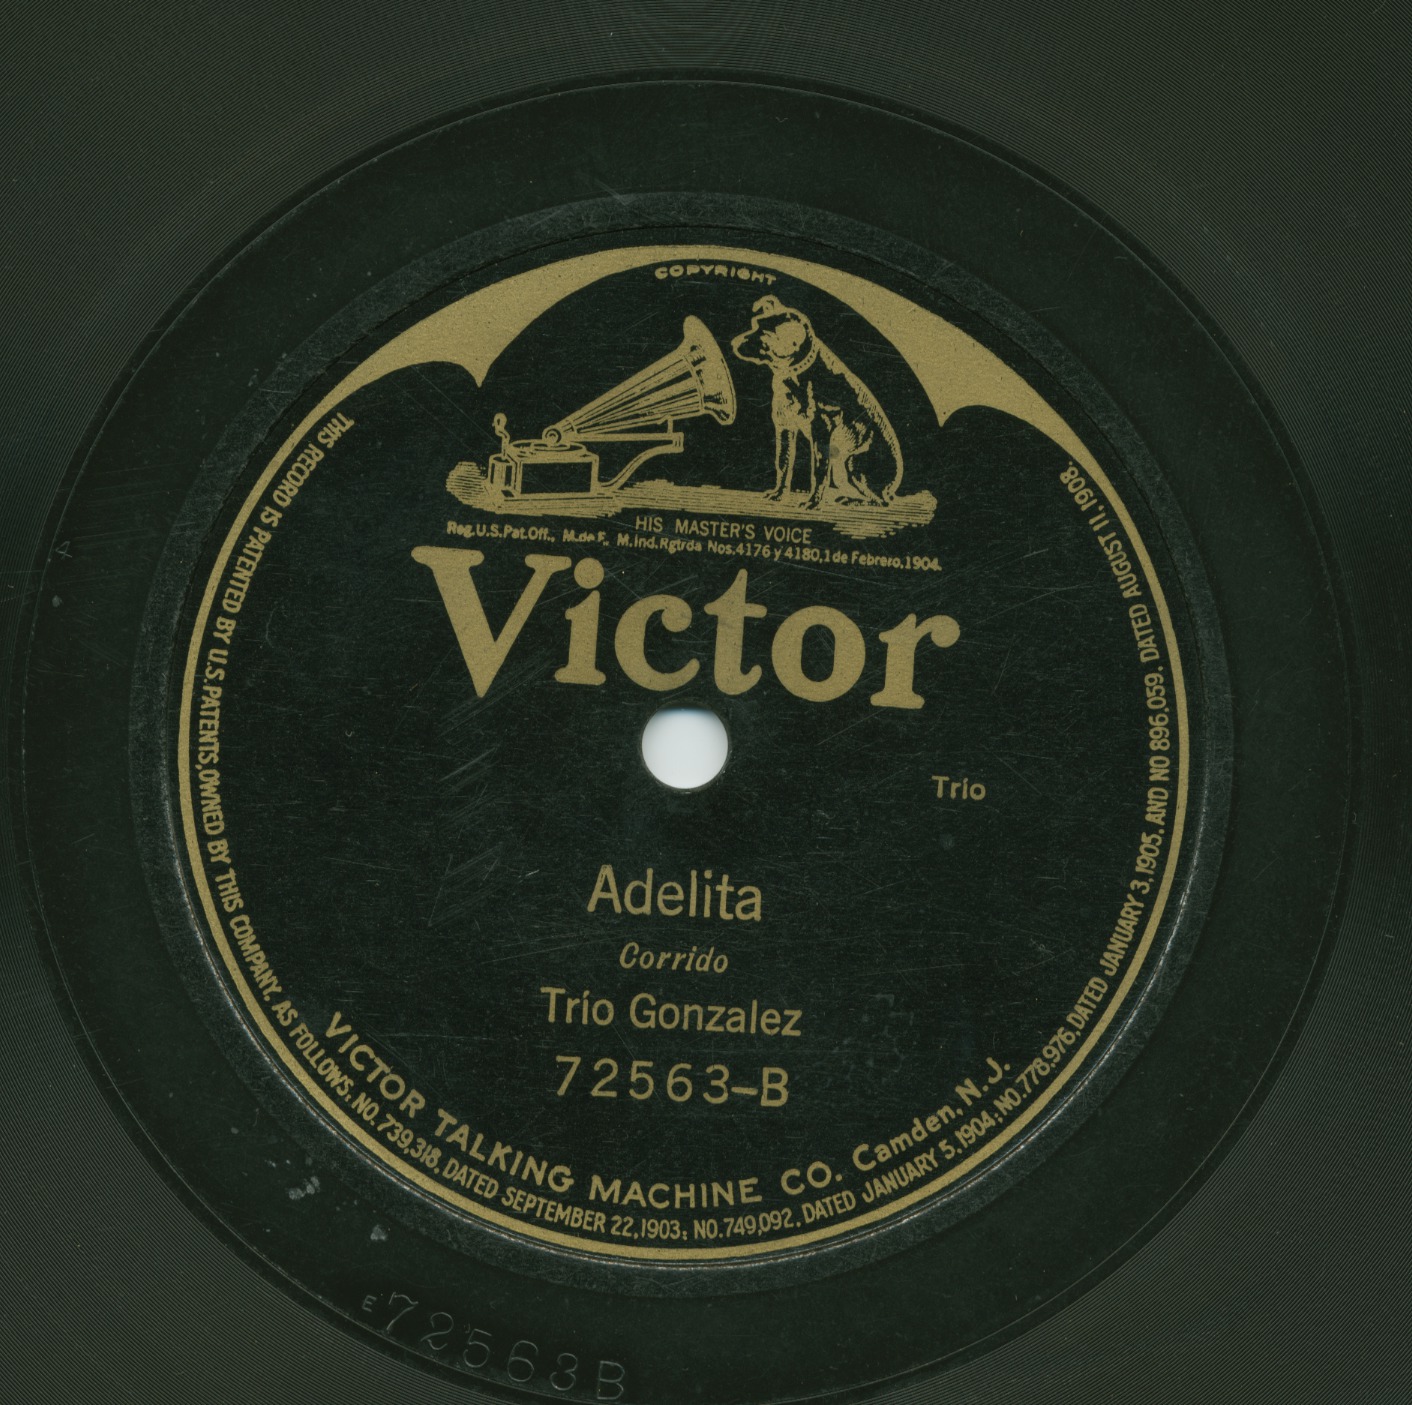 COPYRIGHT
HIS MASTER'S VOICE
Reg.U.S.Pat.Off., M.de F., M.Ind.Rgtrda Nos.4176 y 4180,1 de Febrero,1904.
Victor
Trio
Adelita
Corrido
Trio Gonzalez
72563-B
VICTOR TALKING MACHINE CO. Camden, N.J.
THIS RECORD IS PATENTED BY U.S.PATENTS,OWNED BY THIS COMPANY. AS FOLLOWS: NO. 739,318. DATED SEPTEMBER 22,1903; NO.749,092. DATED JANUARY 5,1904; NO.778,976.DATED JANUARY 3,1905. AND NO 896,059. DATED AUGUST 11,1908.
E 72563B
4